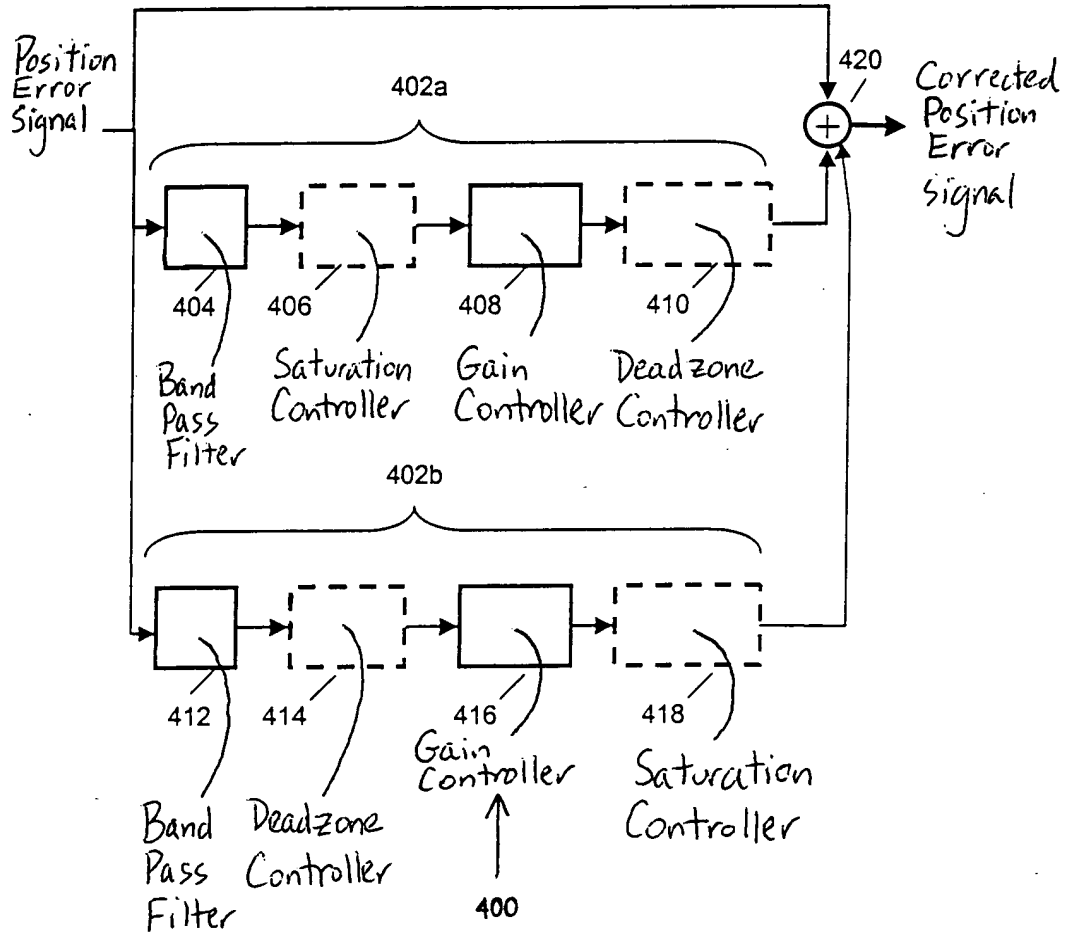 Position
Error
Signal
402a
420
Corrected
Position
Error
Signal
404
406
408
410
Band
Pass
Filter
Saturation
Controller
Gain
Controller
Deadzone
Controller
402b
412
414
416
418
Gain
Controller
Saturation
Controller
Band
Pass
Filter
Deadzone
Controller
400